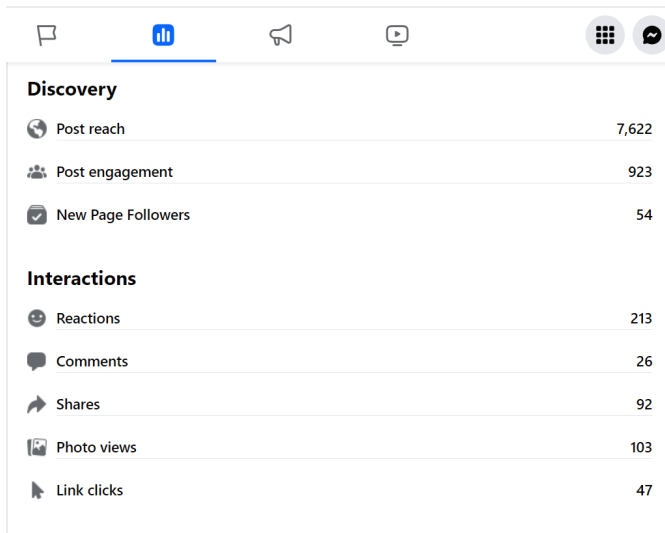 Discovery
Post reach 7,622
Post engagement 923
New Page Followers 54
Interactions
Reactions 213
Comments 26
Shares 92
Photo views 103
Link clicks 47